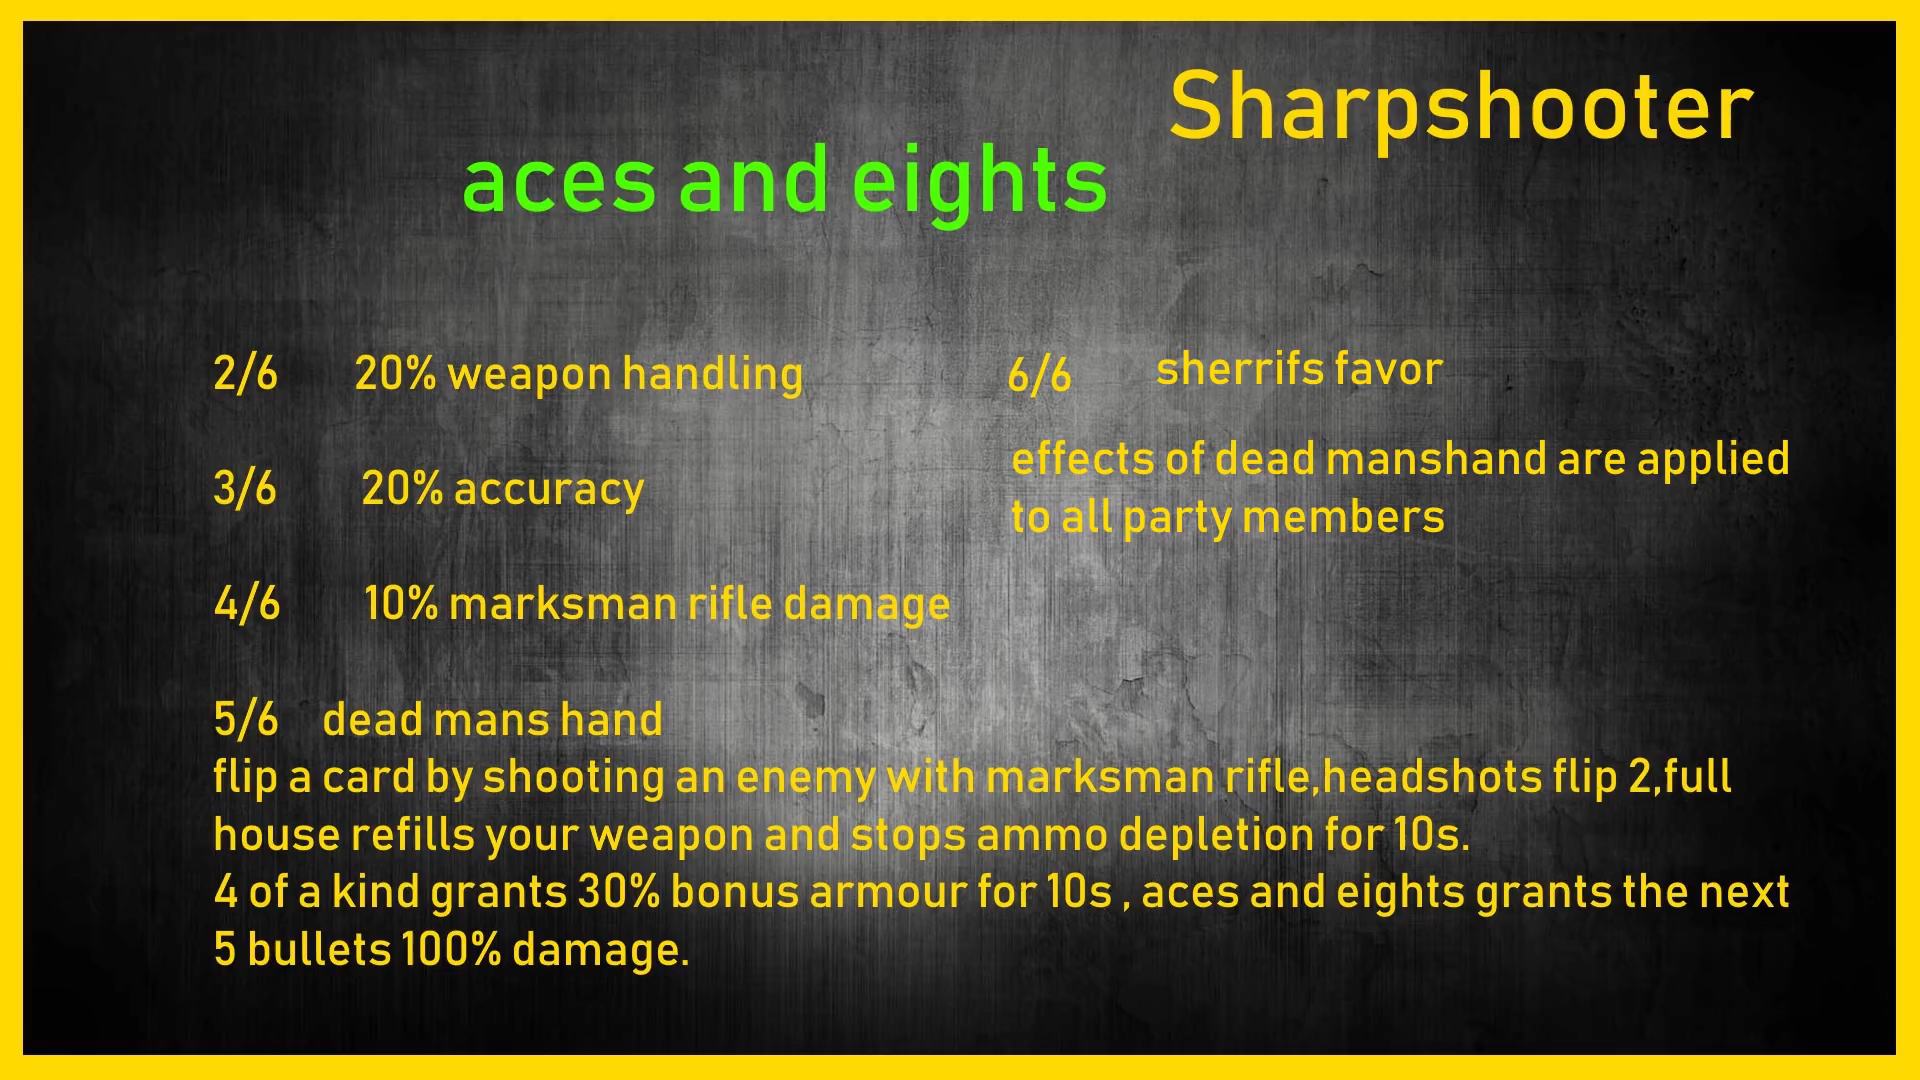 Sharpshooter
aces and eights
2/6 20% weapon handling
3/6 20% accuracy
4/6 10% marksman rifle damage
5/6 dead mans hand
flip a card by shooting an enemy with marksman rifle,headshots flip 2,full
house refills your weapon and stops ammo depletion for 10s.
4 of a kind grants 30% bonus armour for 10s , aces and eights grants the next
5 bullets 100% damage.
6/6 sherrifs favor
effects of dead manshand are applied
to all party members